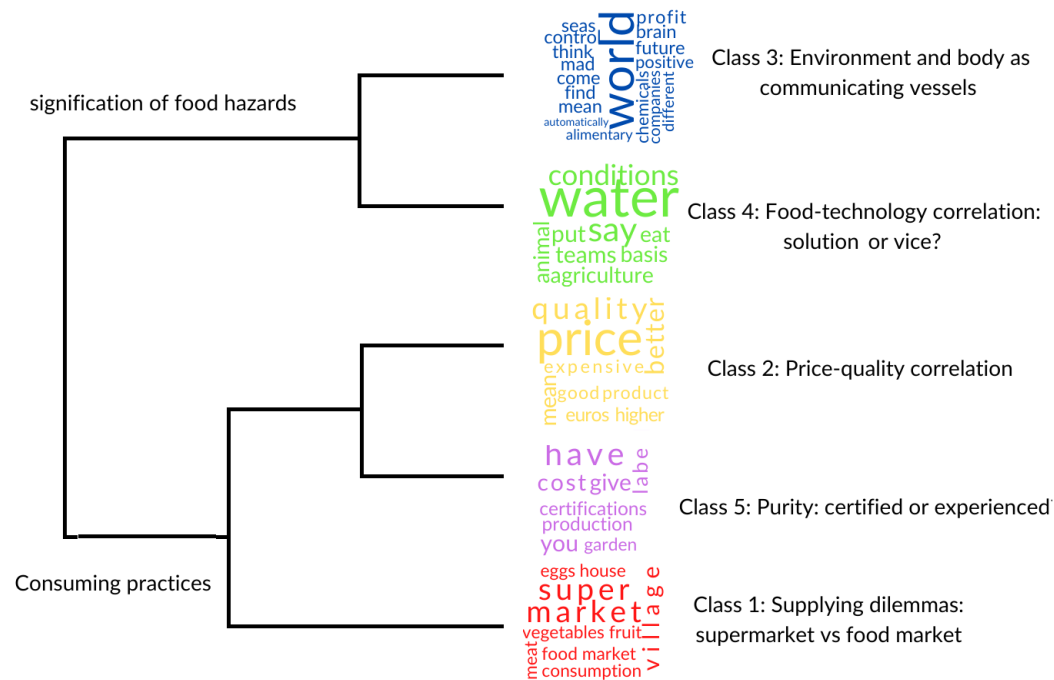 signification of food hazards
Consuming practices
profit
seas
brain
control
future
think
positive
mad
come
find
mean
world
chemicals
companies
different
automatically
alimentary
Class 3: Environment and body as
communicating vessels
conditions
water
put say eat
animal
teams basis
agriculture
Class 4: Food-technology correlation:
solution or vice?
quality
price
better
expensive
mean
good product
euros higher
Class 2: Price-quality correlation
have
labe
cost give
certifications
production
you garden
Class 5: Purity: certified or experienced
eggs house
super
market
village
vegetables fruit
meat
food market
consumption
Class 1: Supplying dilemmas:
supermarket vs food market